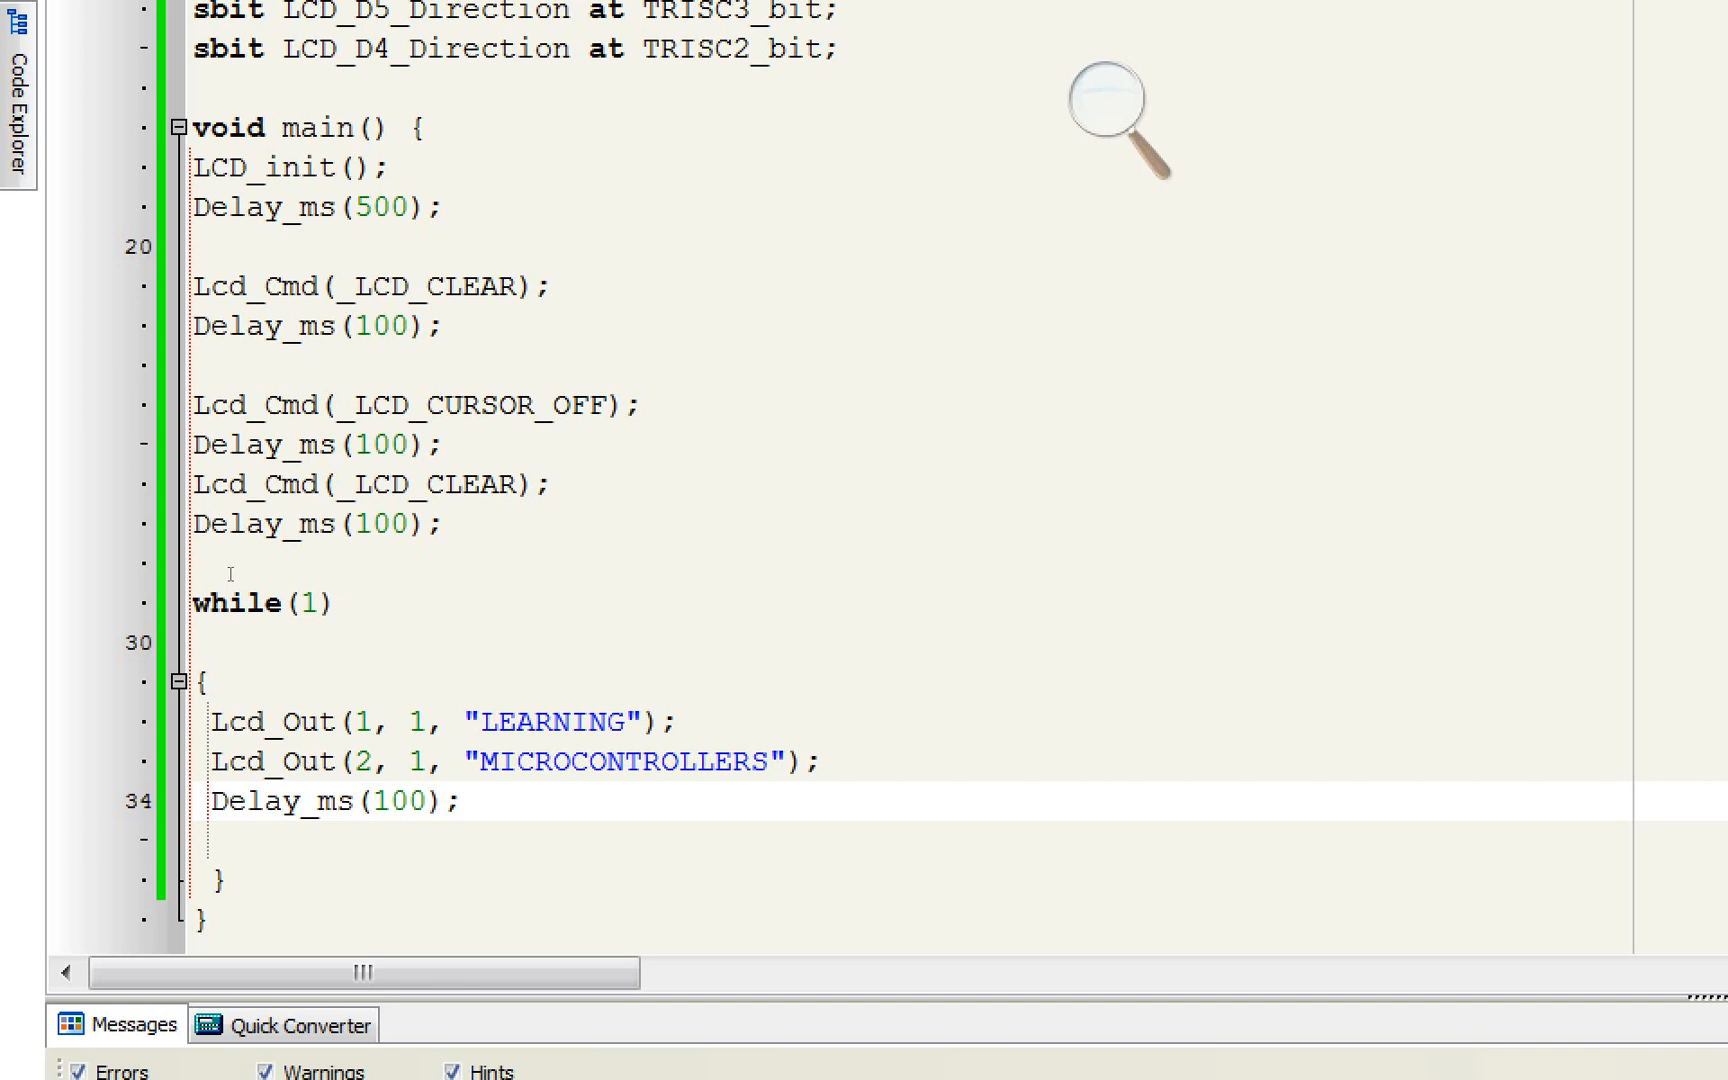 Code Explorer
sbit LCD_D5_Direction at TRISC3_bit;
sbit LCD_D4_Direction at TRISC2_bit;
void main() {
LCD_init();
Delay_ms(500);
20
Lcd_Cmd(_LCD_CLEAR);
Delay_ms(100);
Lcd_Cmd(_LCD_CURSOR_OFF);
Delay_ms(100);
Lcd_Cmd(_LCD_CLEAR);
Delay_ms(100);
while(1)
30
{
Lcd_Out(1, 1, "LEARNING");
Lcd_Out(2, 1, "MICROCONTROLLERS");
34 Delay_ms(100);
}
}
Messages Quick Converter
Errors Warnings Hints